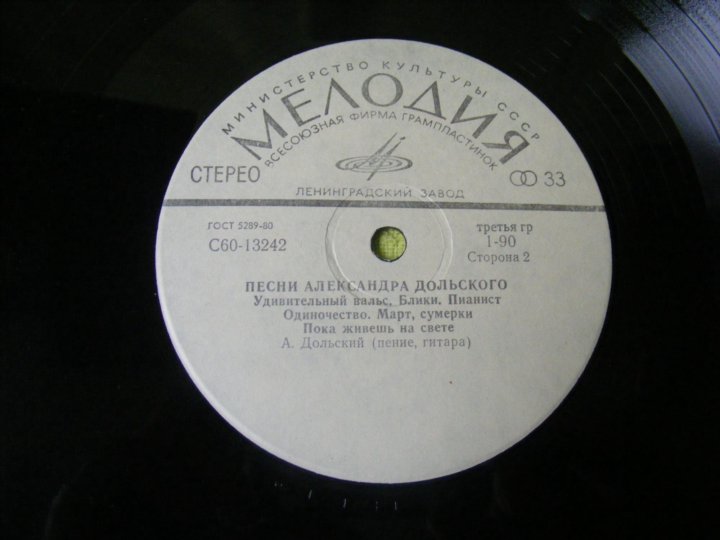 МИНИСТЕРСТВО КУЛЬТУРЫ СССР
МЕЛОДИЯ
ВСЕСОЮЗНАЯ ФИРМА ГРАМПЛАСТИНОК
СТЕРЕО
33
ЛЕНИНГРАДСКИЙ ЗАВОД
ГОСТ 5289-80
С60-13242
третья гр
1-90
Сторона 2
ПЕСНИ АЛЕКСАНДРА ДОЛЬСКОГО
Удивительный вальс, Блики. Пианист
Одиночество. Март, сумерки
Пока живешь на свете
А. Дольский (пение, гитара)